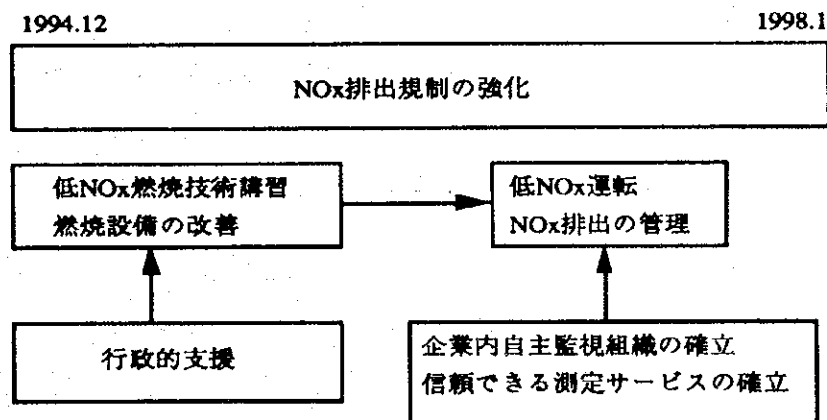 1994.12
1998.1
NOx排出規制の強化
低NOx燃焼技術講習
燃焼設備の改善
低NOx運転
NOx排出の管理
行政的支援
企業内自主監視組織の確立
信頼できる測定サービスの確立